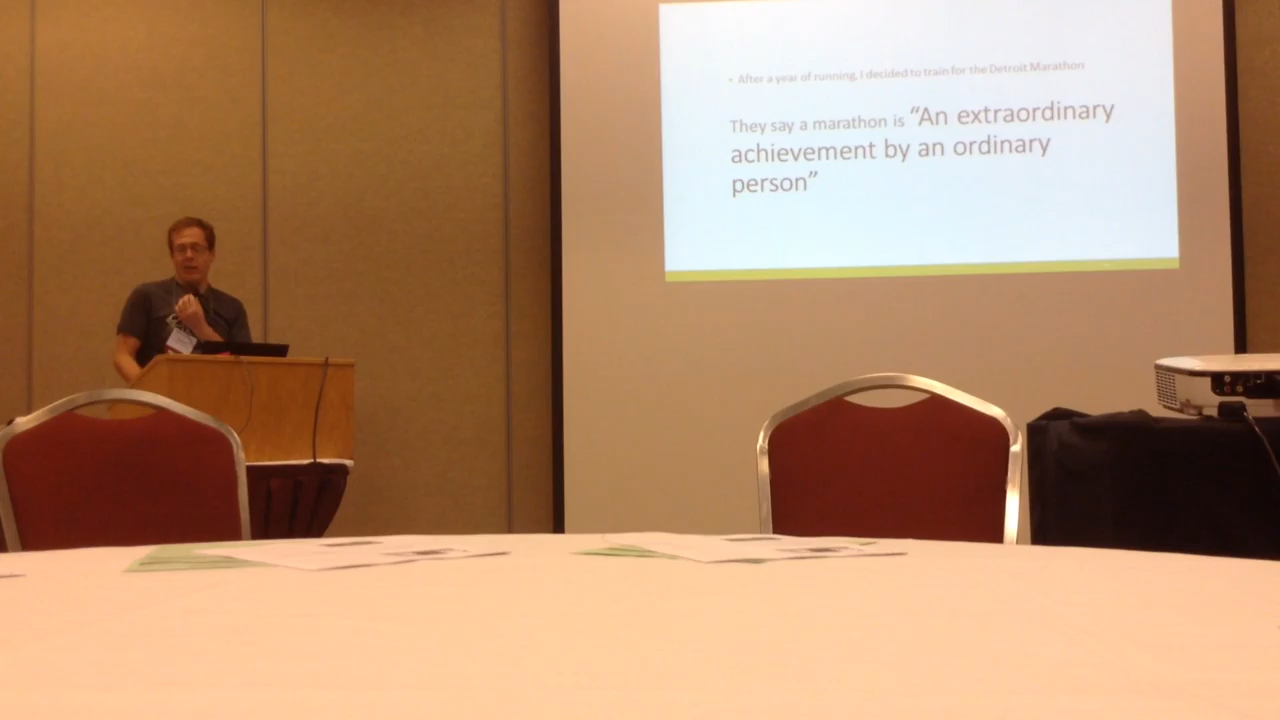 • After a year of running, I decided to train for the Detroit Marathon
They say a marathon is “An extraordinary
achievement by an ordinary
person”